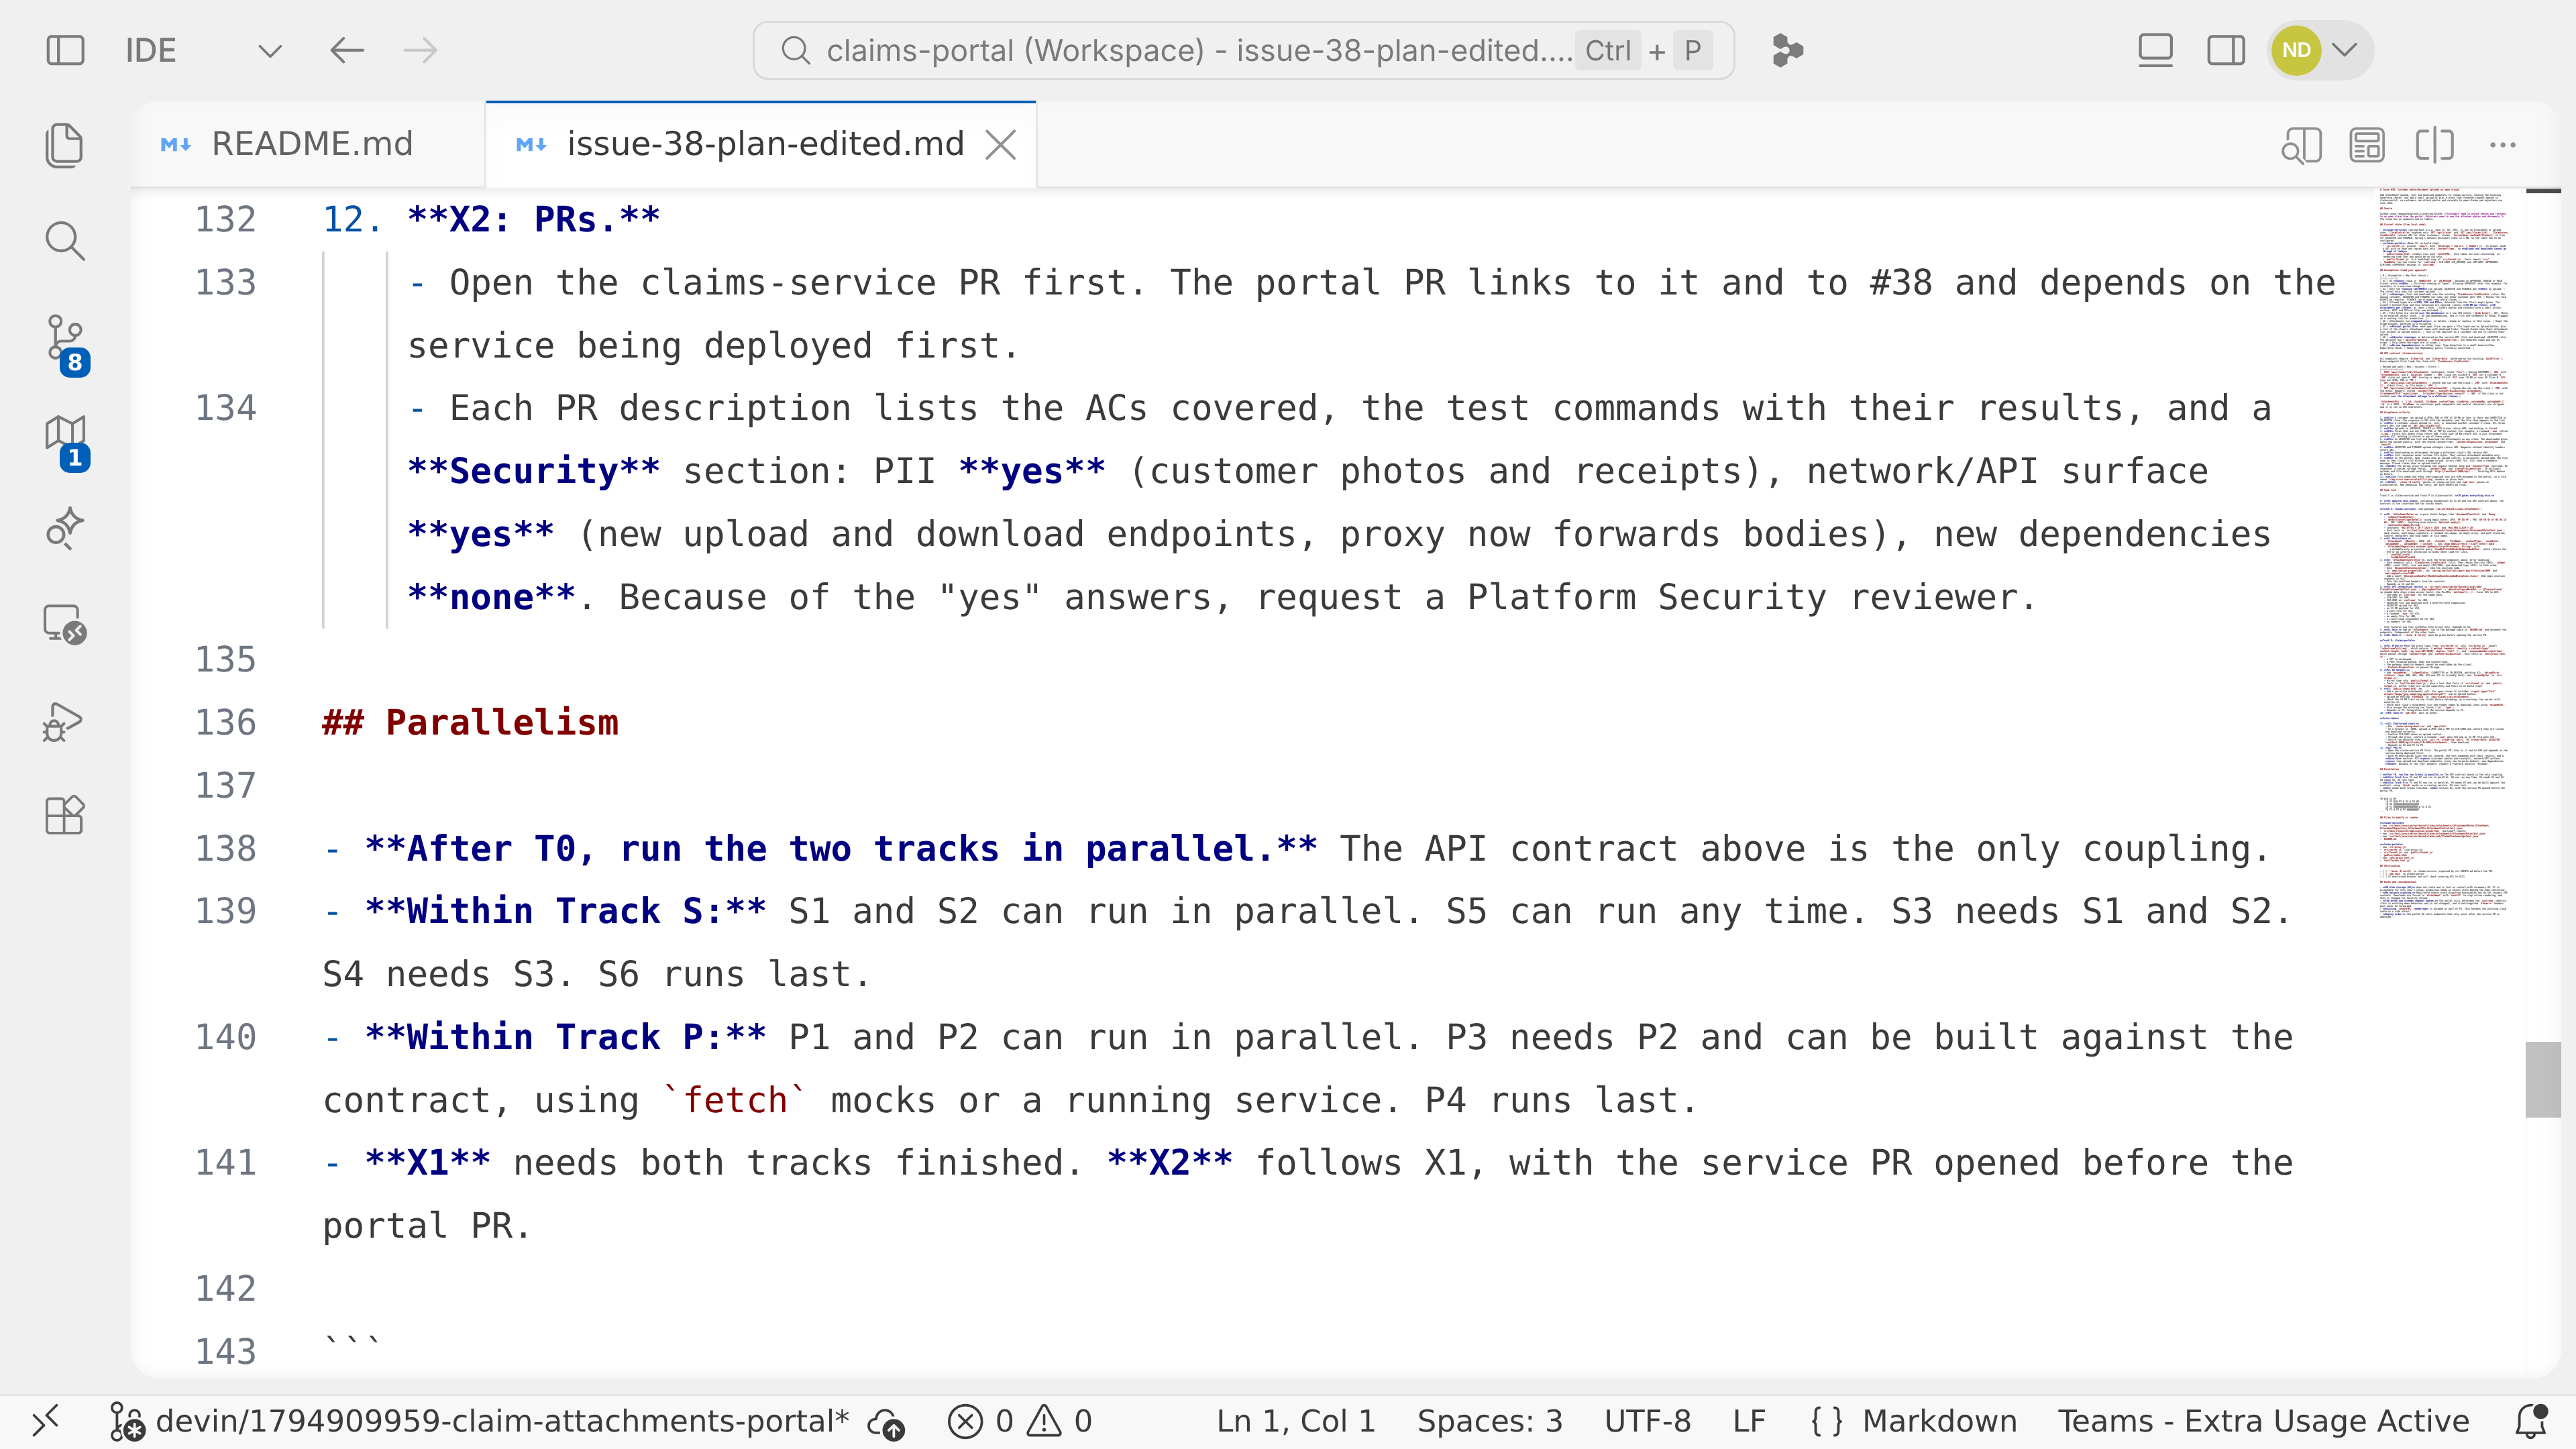 IDE
claims-portal (Workspace) - issue-38-plan-edited.... Ctrl + P
ND
README.md
issue-38-plan-edited.md
8
1
132 12. **X2: PRs.**
133 - Open the claims-service PR first. The portal PR links to it and to #38 and depends on the
service being deployed first.
134 - Each PR description lists the ACs covered, the test commands with their results, and a
**Security** section: PII **yes** (customer photos and receipts), network/API surface
**yes** (new upload and download endpoints, proxy now forwards bodies), new dependencies
**none**. Because of the "yes" answers, request a Platform Security reviewer.
135
136 ## Parallelism
137
138 - **After T0, run the two tracks in parallel.** The API contract above is the only coupling.
139 - **Within Track S:** S1 and S2 can run in parallel. S5 can run any time. S3 needs S1 and S2.
S4 needs S3. S6 runs last.
140 - **Within Track P:** P1 and P2 can run in parallel. P3 needs P2 and can be built against the
contract, using `fetch` mocks or a running service. P4 runs last.
141 - **X1** needs both tracks finished. **X2** follows X1, with the service PR opened before the
portal PR.
142
143 ```
devin/1794909959-claim-attachments-portal* 0 0 Ln 1, Col 1 Spaces: 3 UTF-8 LF {} Markdown Teams - Extra Usage Active